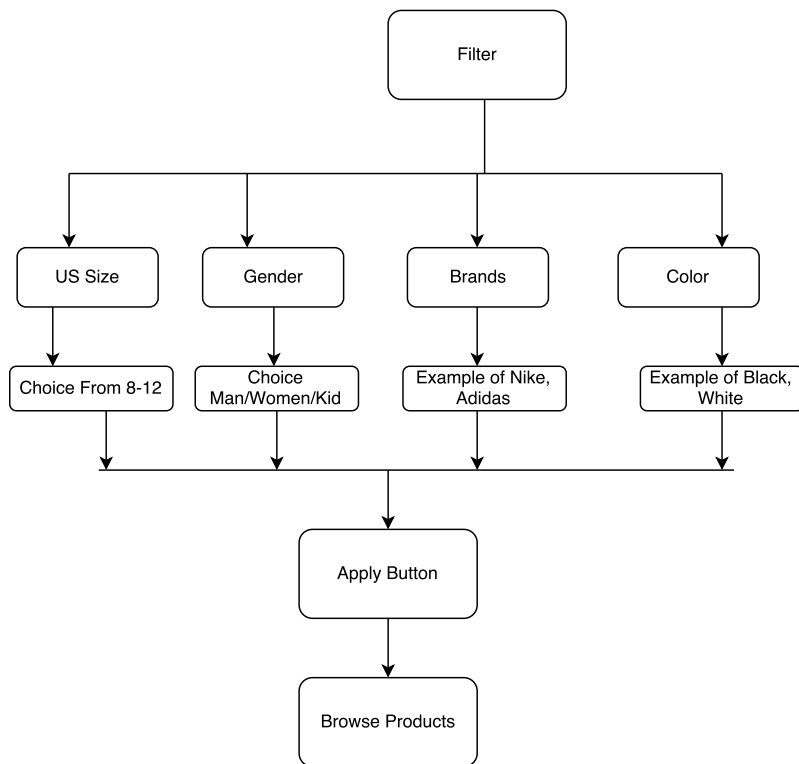 Filter
US Size
Gender
Brands
Color
Choice From 8-12
Choice
Man/Women/Kid
Example of Nike,
Adidas
Example of Black,
White
Apply Button
Browse Products